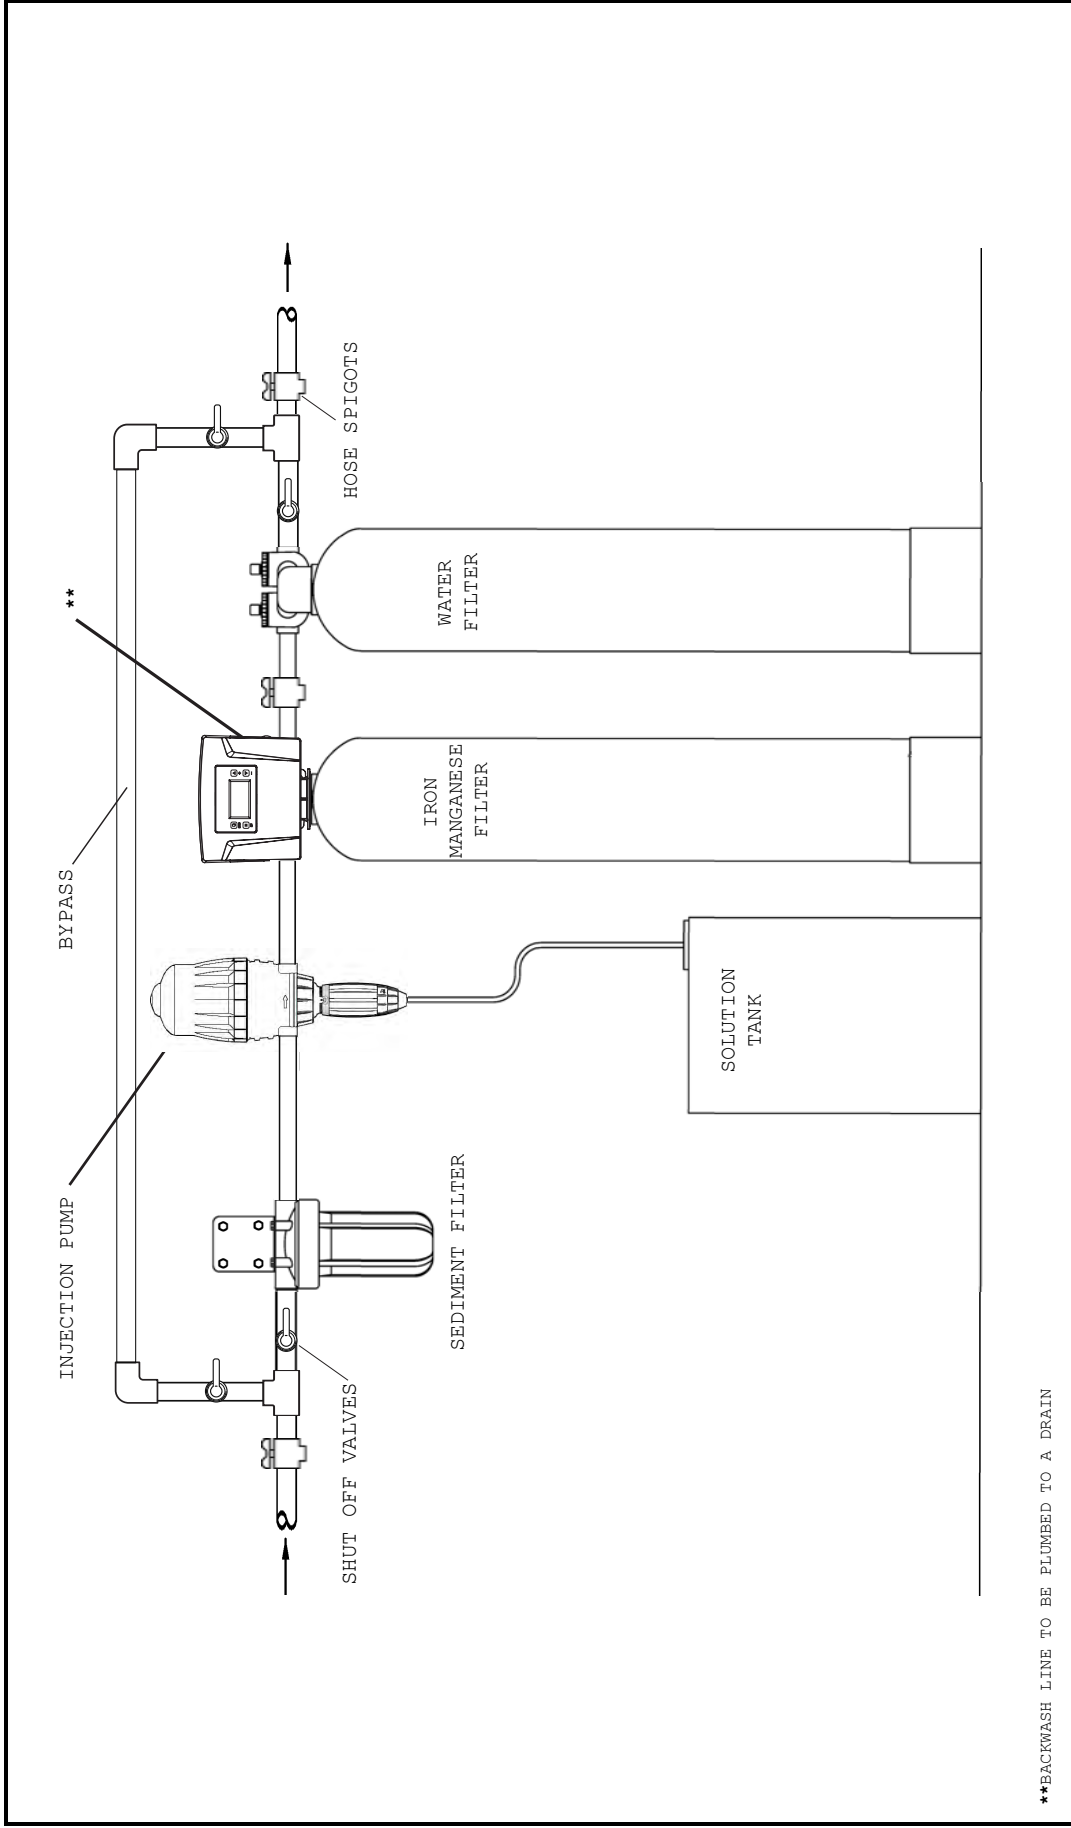 **
BYPASS
INJECTION PUMP
HOSE SPIGOTS
SHUT OFF VALVES
WATER
FILTER
IRON
MANGANESE
FILTER
SEDIMENT FILTER
SOLUTION
TANK
**BACKWASH LINE TO BE PLUMBED TO A DRAIN